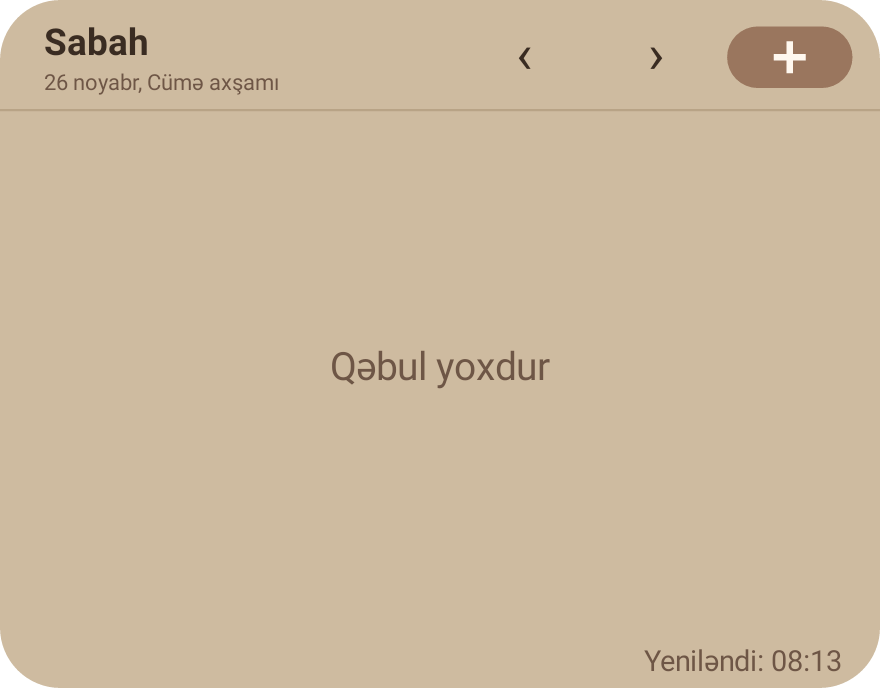 Sabah
26 noyabr, Cümə axşamı
‹ › +
Qəbul yoxdur
Yeniləndi: 08:13